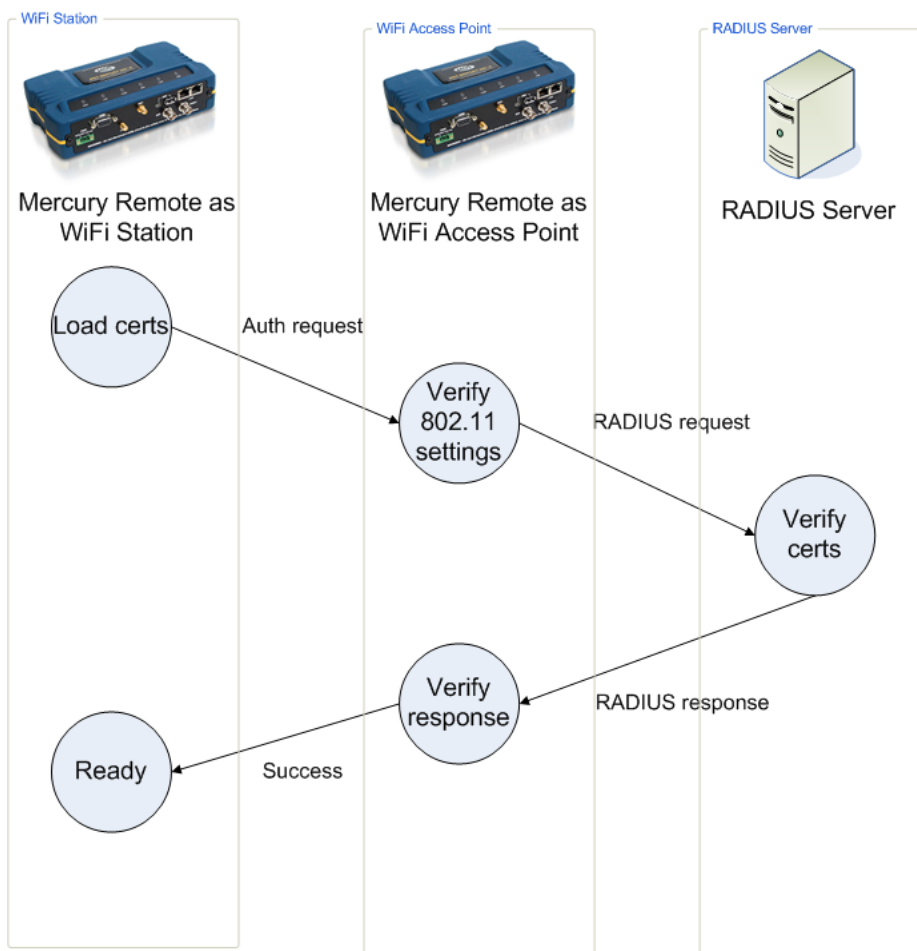 WiFi Station
WiFi Access Point
RADIUS Server
Mercury Remote as
WiFi Station
Mercury Remote as
WiFi Access Point
RADIUS Server
Load certs
Auth request
Verify
802.11
settings
RADIUS request
Verify
certs
RADIUS response
Verify
response
Success
Ready